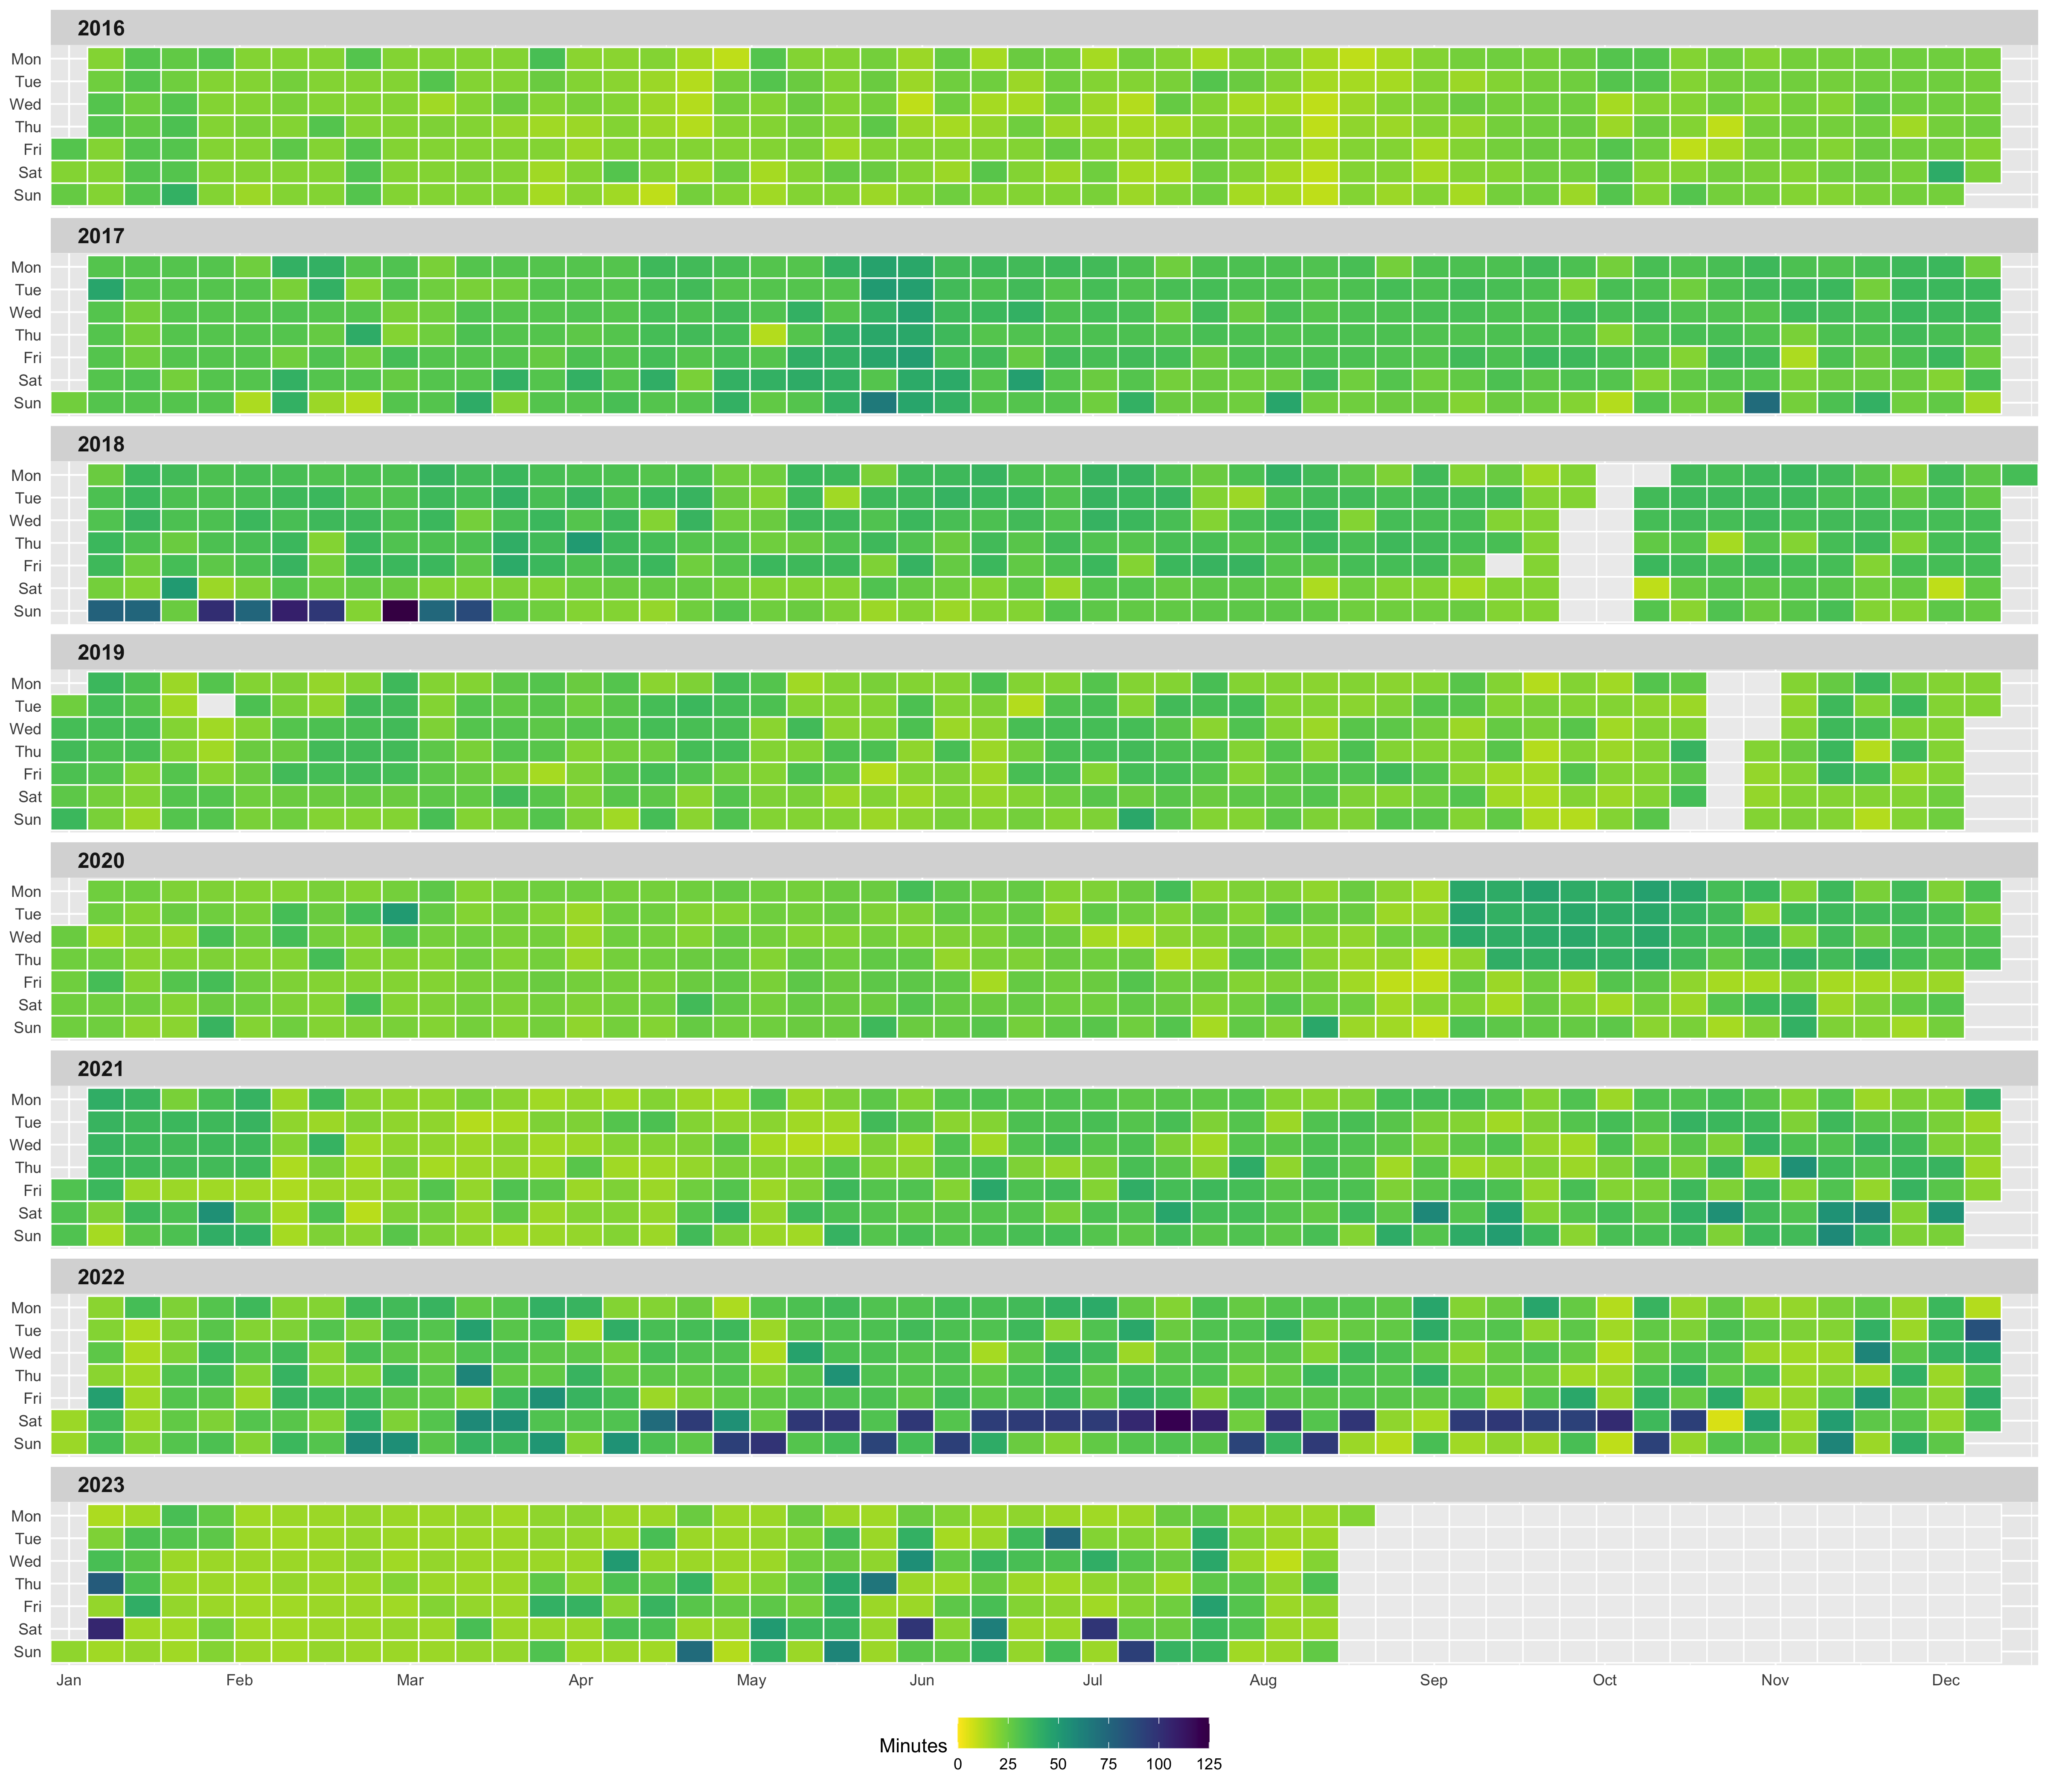 2016
Mon
Tue
Wed
Thu
Fri
Sat
Sun
2017
Mon
Tue
Wed
Thu
Fri
Sat
Sun
2018
Mon
Tue
Wed
Thu
Fri
Sat
Sun
2019
Mon
Tue
Wed
Thu
Fri
Sat
Sun
2020
Mon
Tue
Wed
Thu
Fri
Sat
Sun
2021
Mon
Tue
Wed
Thu
Fri
Sat
Sun
2022
Mon
Tue
Wed
Thu
Fri
Sat
Sun
2023
Mon
Tue
Wed
Thu
Fri
Sat
Sun
Jan Feb Mar Apr May Jun Jul Aug Sep Oct Nov Dec
Minutes
0 25 50 75 100 125